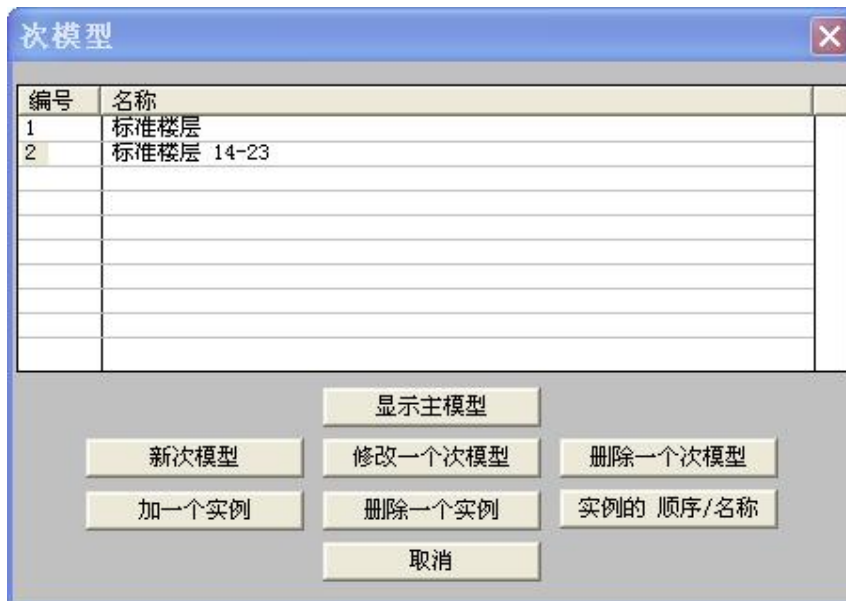 次模型
编号 名称
1 标准楼层
2 标准楼层 14-23
显示主模型
新次模型 修改一个次模型 删除一个次模型
加一个实例 删除一个实例 实例的 顺序/名称
取消